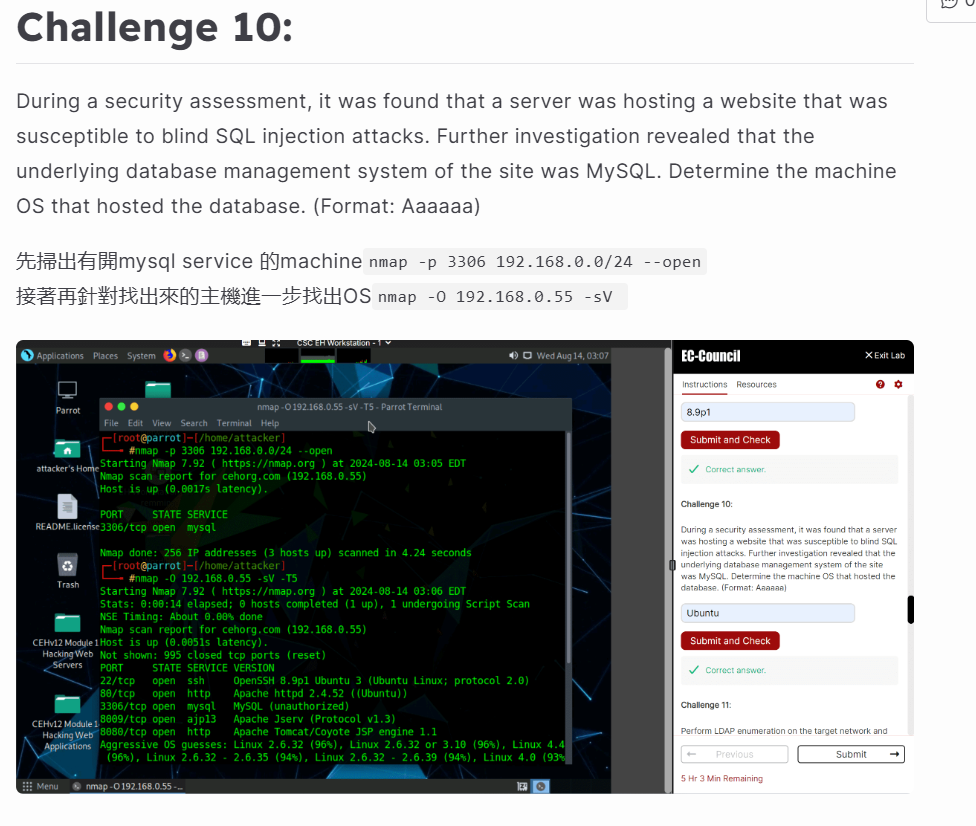 Challenge 10:
During a security assessment, it was found that a server was hosting a website that was
susceptible to blind SQL injection attacks. Further investigation revealed that the
underlying database management system of the site was MySQL. Determine the machine
OS that hosted the database. (Format: Aaaaaa)
先掃出有開mysql service 的machine nmap -p 3306 192.168.0.0/24 --open
接著再針對找出來的主機進一步找出OS nmap -O 192.168.0.55 -sV
CSC EH Workstation - 1
Applications Places System
Wed Aug 14, 03:07
Parrot
attacker's Home
README.license
Trash
CEHv12 Module 1
Hacking Web
Servers
CEHv12 Module 1
Hacking Web
Applications
nmap -O 192.168.0.55 -sV -T5 - Parrot Terminal
File Edit View Search Terminal Help
[root@parrot]-[/home/attacker]
#nmap -p 3306 192.168.0.0/24 --open
Starting Nmap 7.92 ( https://nmap.org ) at 2024-08-14 03:05 EDT
Nmap scan report for cehorg.com (192.168.0.55)
Host is up (0.0017s latency).
PORT STATE SERVICE
3306/tcp open mysql
Nmap done: 256 IP addresses (3 hosts up) scanned in 4.24 seconds
[root@parrot]-[/home/attacker]
#nmap -O 192.168.0.55 -sV -T5
Starting Nmap 7.92 ( https://nmap.org ) at 2024-08-14 03:06 EDT
Stats: 0:00:14 elapsed; 0 hosts completed (1 up), 1 undergoing Script Scan
NSE Timing: About 0.00% done
Nmap scan report for cehorg.com (192.168.0.55)
Host is up (0.0051s latency).
Not shown: 995 closed tcp ports (reset)
PORT STATE SERVICE VERSION
22/tcp open ssh OpenSSH 8.9p1 Ubuntu 3 (Ubuntu Linux; protocol 2.0)
80/tcp open http Apache httpd 2.4.52 ((Ubuntu))
3306/tcp open mysql MySQL (unauthorized)
8009/tcp open ajp13 Apache Jserv (Protocol v1.3)
8080/tcp open http Apache Tomcat/Coyote JSP engine 1.1
Aggressive OS guesses: Linux 2.6.32 (96%), Linux 2.6.32 or 3.10 (96%), Linux 4.4
(96%), Linux 2.6.32 - 2.6.35 (94%), Linux 2.6.32 - 2.6.39 (94%), Linux 4.0 (93%
Menu nmap -O 192.168.0.55 -...
EC-Council
Exit Lab
Instructions Resources
8.9p1
Submit and Check
Correct answer.
Challenge 10:
During a security assessment, it was found that a server
was hosting a website that was susceptible to blind SQL
injection attacks. Further investigation revealed that the
underlying database management system of the site
was MySQL. Determine the machine OS that hosted the
database. (Format: Aaaaaa)
Ubuntu
Submit and Check
Correct answer.
Challenge 11:
Perform LDAP enumeration on the target network and
← Previous
Submit →
5 Hr 3 Min Remaining